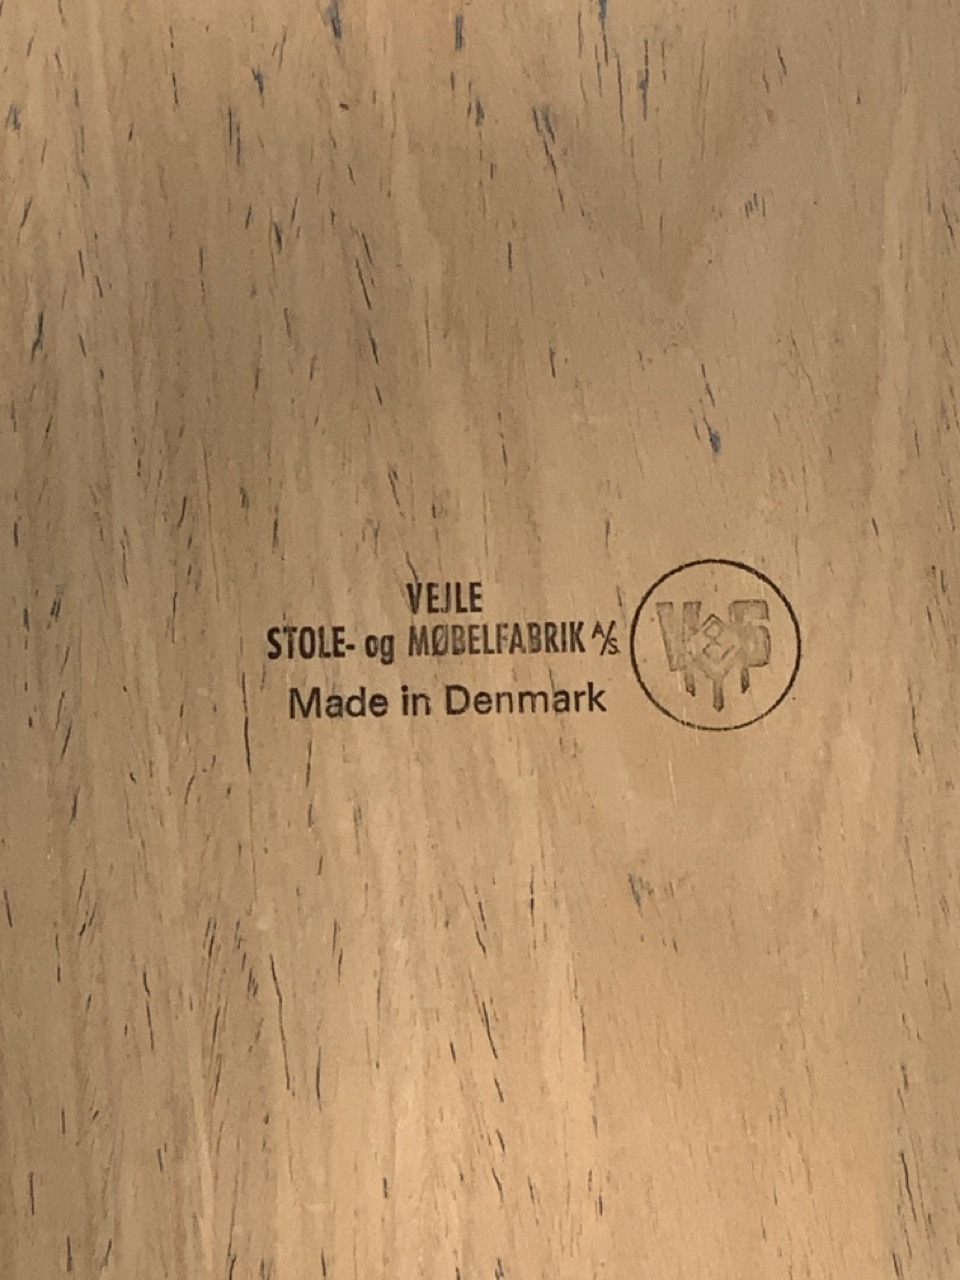 VEJLE
STOLE- og MØBELFABRIK A/S
Made in Denmark
V&S